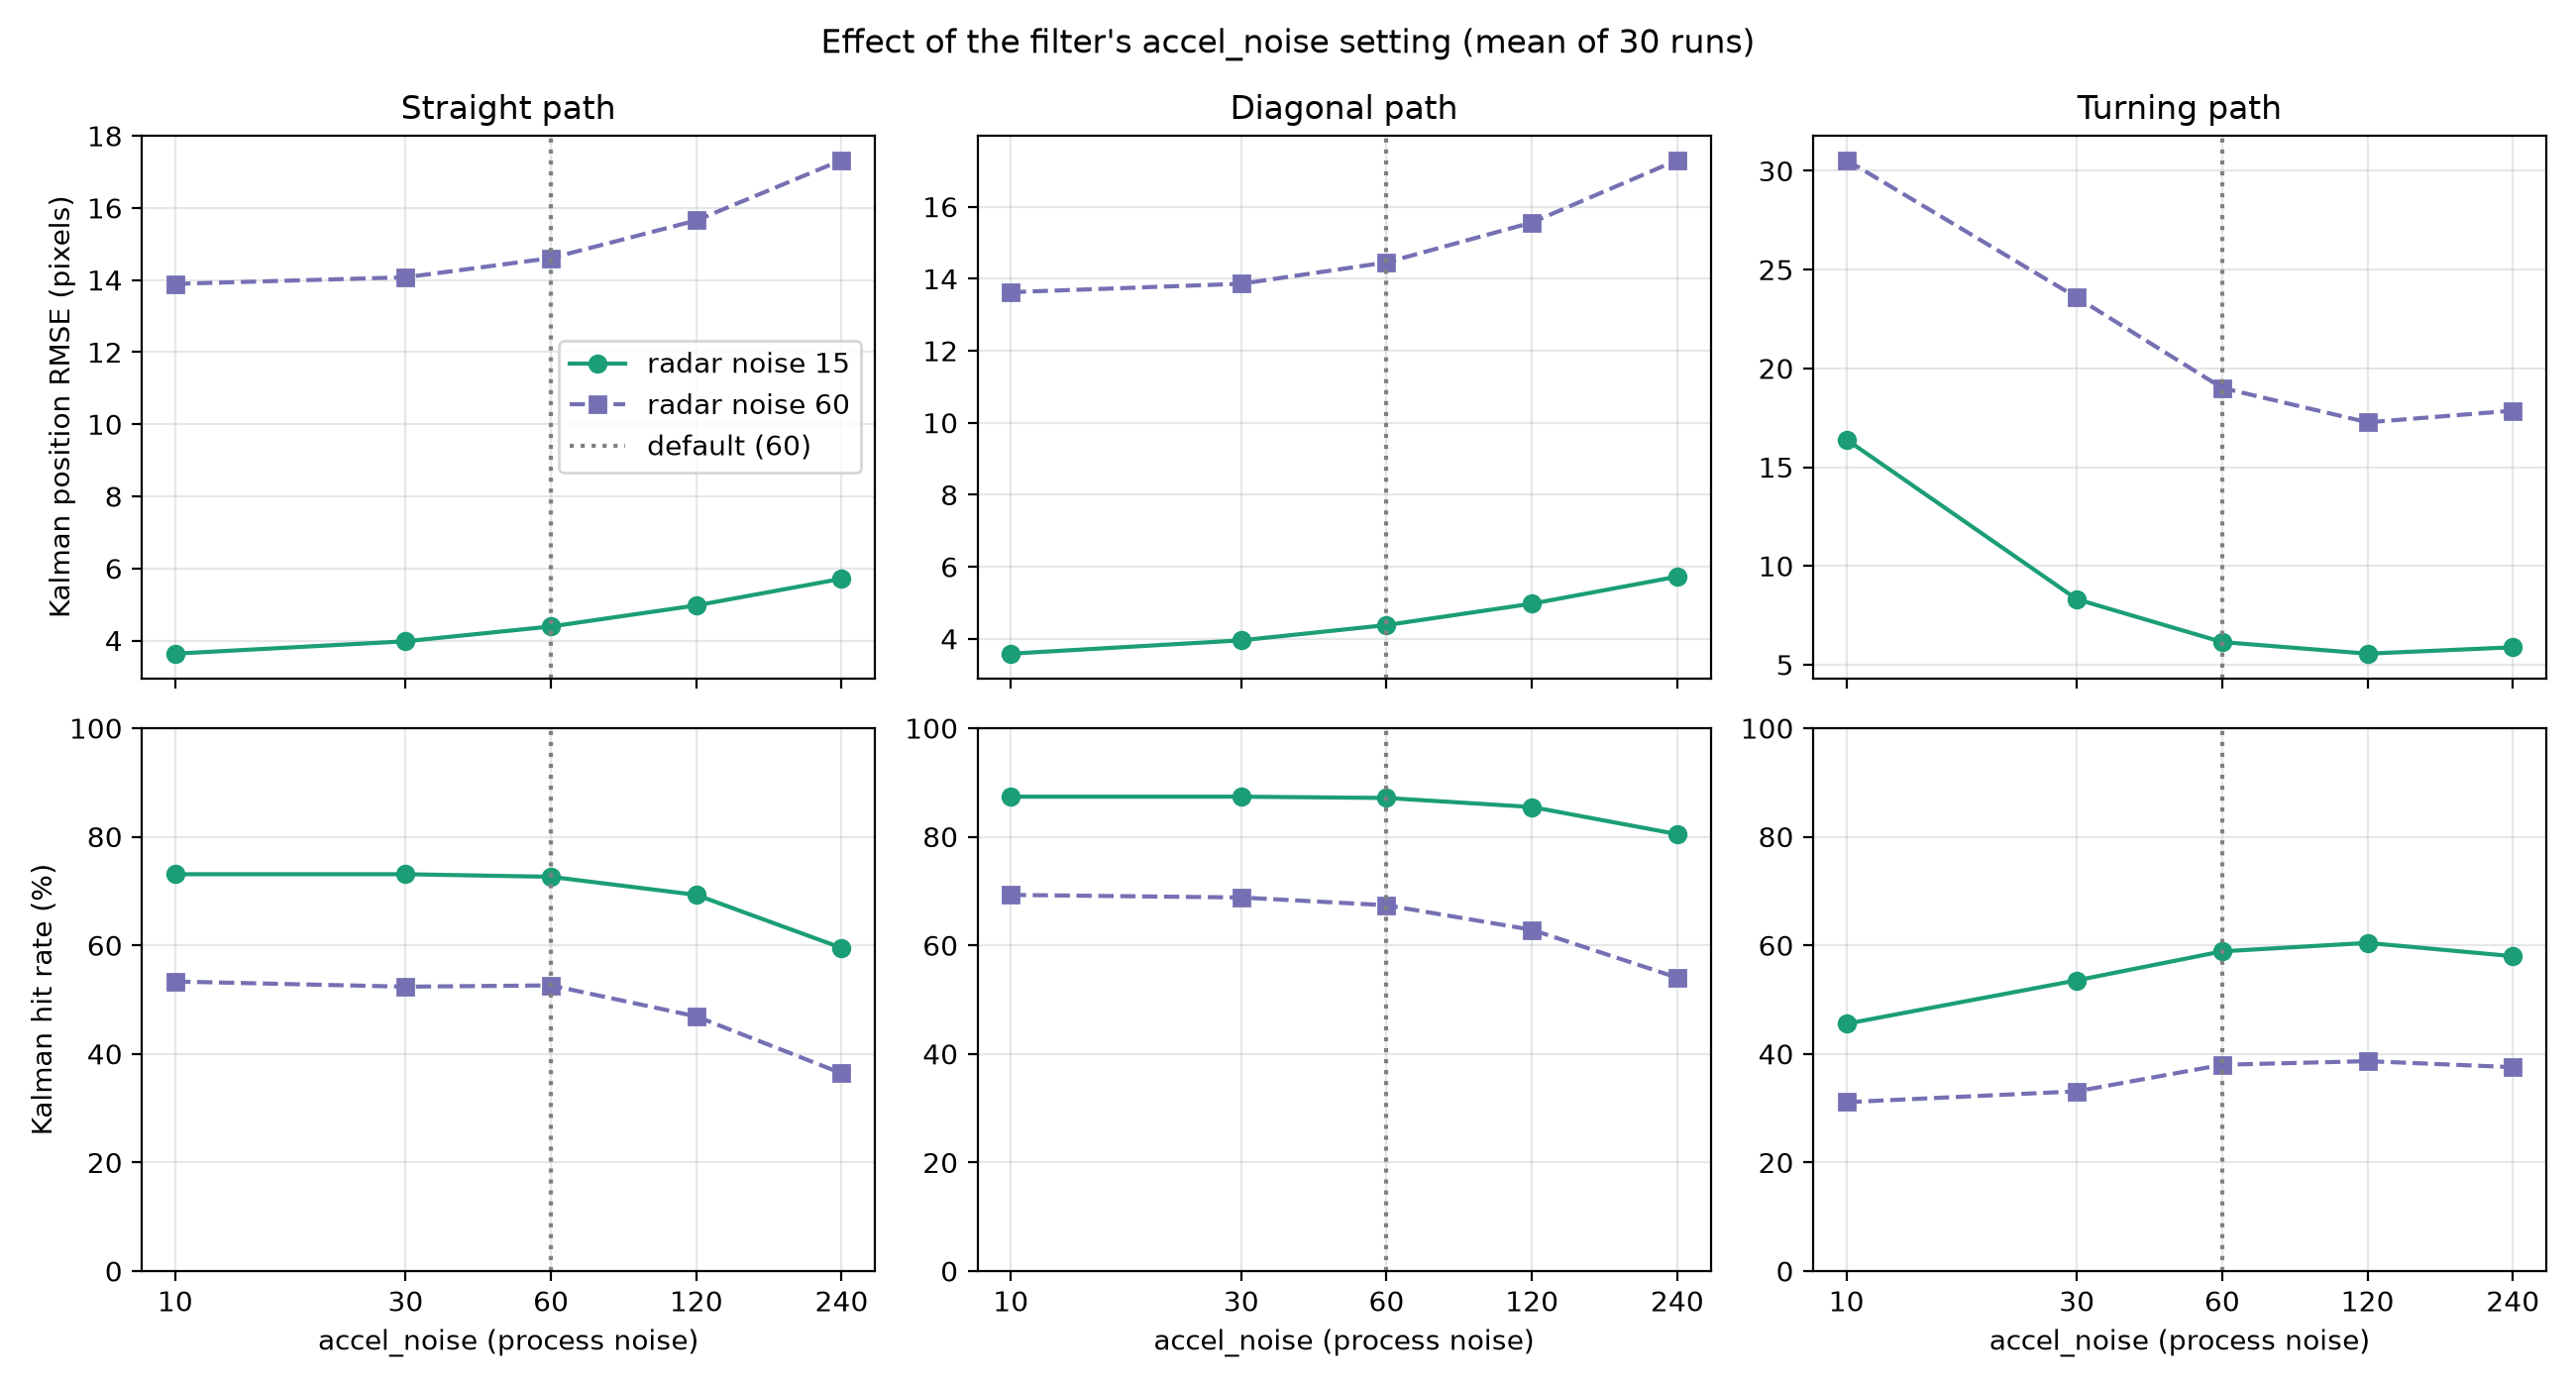 Effect of the filter's accel_noise setting (mean of 30 runs)
Straight path
Diagonal path
Turning path
Kalman position RMSE (pixels)
18
16
14
12
10
8
6
4
radar noise 15
radar noise 60
default (60)
16
14
12
10
8
6
4
30
25
20
15
10
5
Kalman hit rate (%)
100
80
60
40
20
0
10 30 60 120 240
accel_noise (process noise)
100
80
60
40
20
0
10 30 60 120 240
accel_noise (process noise)
100
80
60
40
20
0
10 30 60 120 240
accel_noise (process noise)